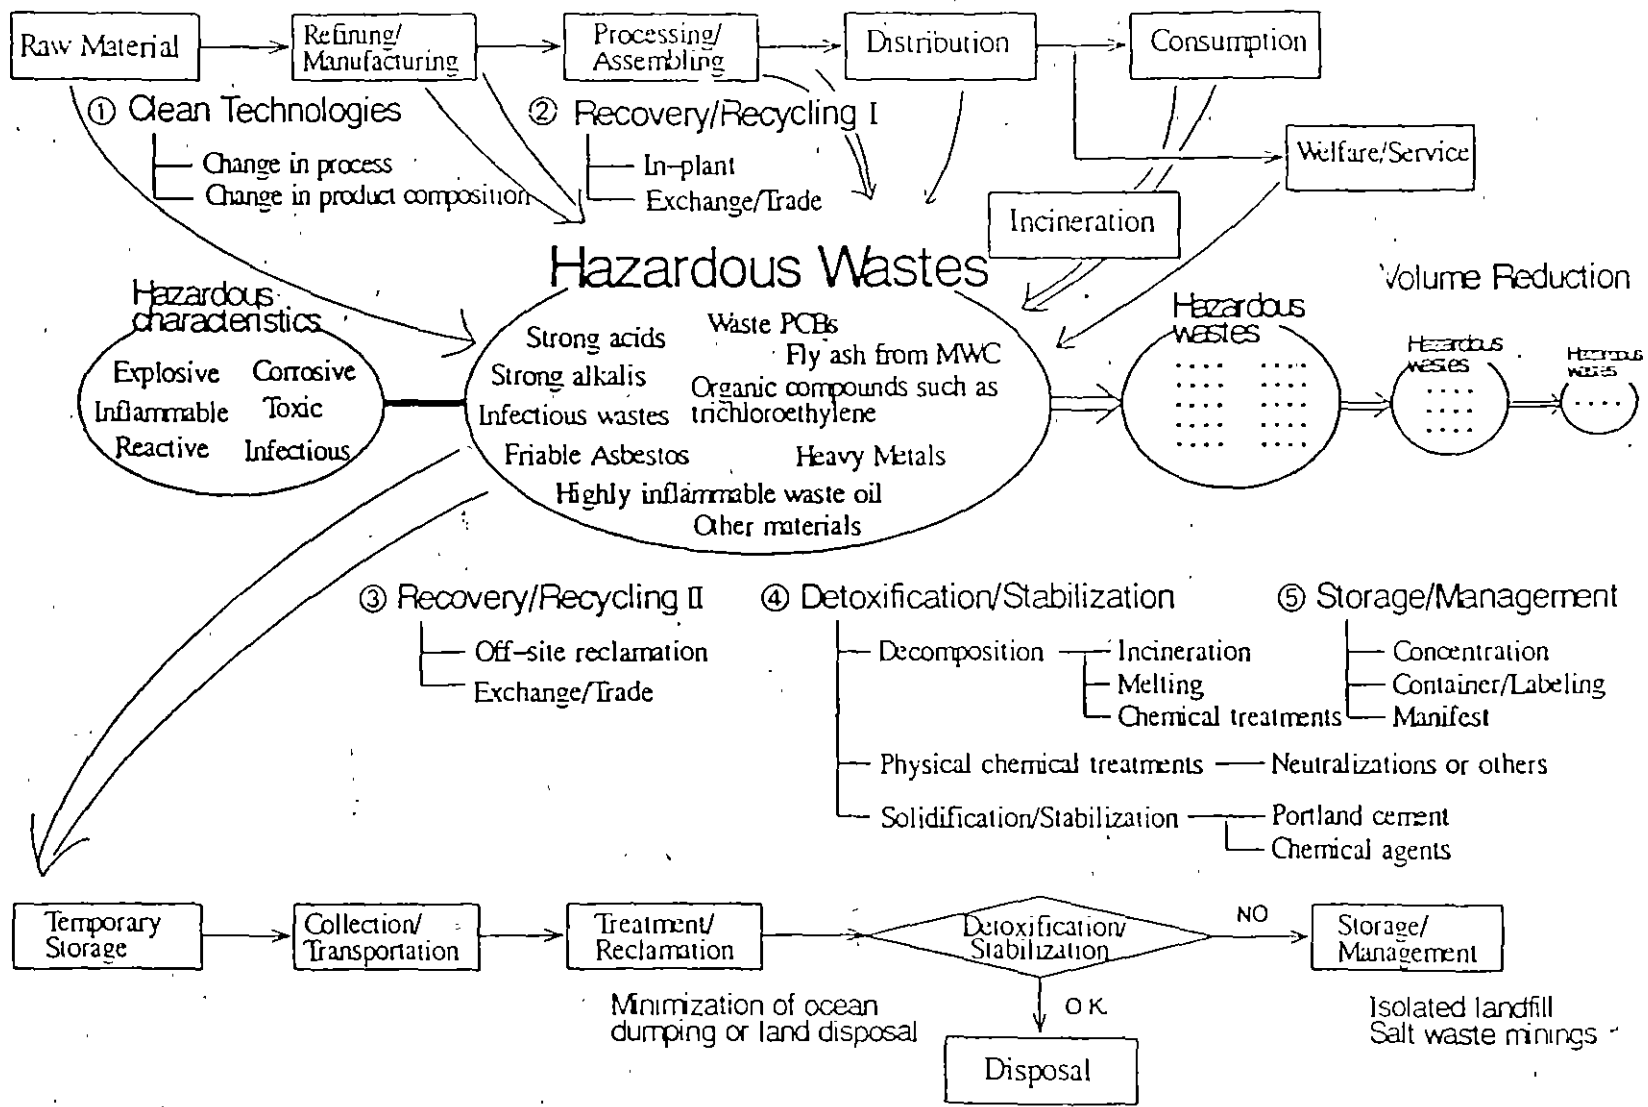 Raw Material
Refining/
Manufacturing
Processing/
Assembling
Distribution
Consumption
① Clean Technologies
Change in process
Change in product composition
② Recovery/Recycling I
In-plant
Exchange/Trade
Welfare/Service
Incineration
Hazardous Wastes
Volume Reduction
Hazardous
characteristics
Explosive Corrosive
Inflammable Toxic
Reactive Infectious
Strong acids
Waste PCBs
Fly ash from MWC
Strong alkalis
Organic compounds such as
trichloroethylene
Infectious wastes
Friable Asbestos
Heavy Metals
Highly inflammable waste oil
Other materials
Hazardous
wastes
Hazardous
wastes
Hazardous
wastes
③ Recovery/Recycling II
Off-site reclamation
Exchange/Trade
④ Detoxification/Stabilization
Decomposition
Incineration
Melting
Chemical treatments
Physical chemical treatments
Neutralizations or others
Solidification/Stabilization
Portland cement
Chemical agents
⑤ Storage/Management
Concentration
Container/Labeling
Manifest
Temporary
Storage
Collection/
Transportation
Treatment/
Reclamation
Detoxification/
Stabilization
NO
Storage/
Management
OK
Disposal
Minimization of ocean
dumping or land disposal
Isolated landfill
Salt waste minings